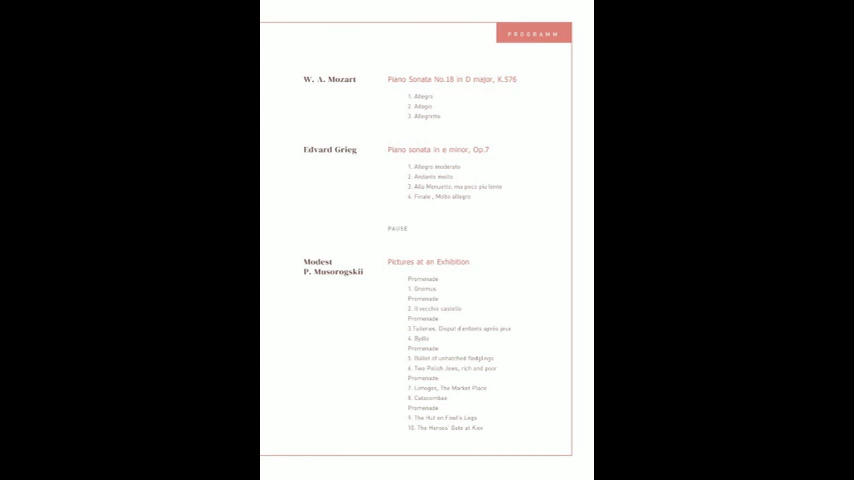 PROGRAMM
W. A. Mozart Piano Sonata No.18 in D major, K.576
1. Allegro
2. Adagio
3. Allegretto
Edvard Grieg Piano sonata in e minor, Op.7
1. Allegro moderato
2. Andante molto
3. Alla Menuetto, ma poco più lento
4. Finale , Molto allegro
PAUSE
Modest
P. Musorogskii
Pictures at an Exhibition
Promenade
1. Gnomus
Promenade
2. Il vecchio castello
Promenade
3.Tuileries. Disput d'enfants après jeux
4. Bydlo
Promenade
5. Ballet of unhatched fledglings
6. Two Polish Jews, rich and poor
Promenade
7. Limoges, The Market Place
8. Catacombae
Promenade
9. The Hut on Fowl's Legs
10. The Heroes' Gate at Kiev